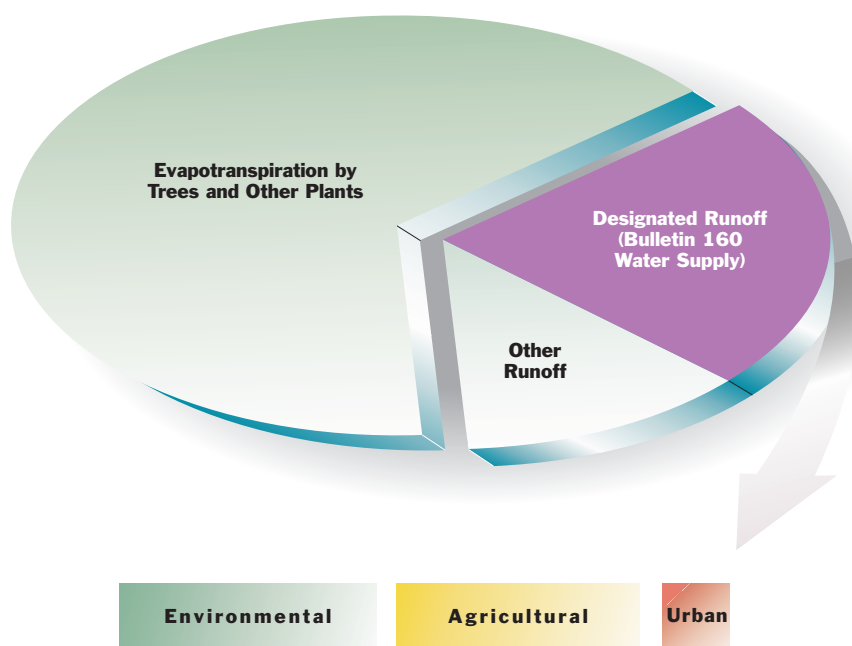 Evapotranspiration by
Trees and Other Plants
Designated Runoff
(Bulletin 160
Water Supply)
Other
Runoff
Environmental
Agricultural
Urban